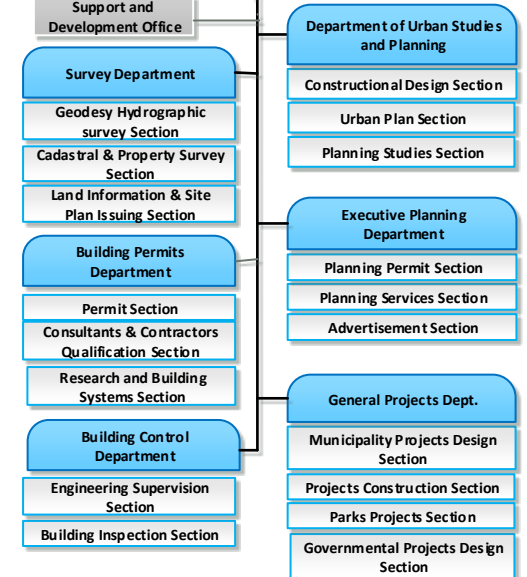 Support and
Development Office
Survey Department
Geodesy Hydrographic
survey Section
Cadastral & Property Survey
Section
Land Information & Site
Plan Issuing Section
Building Permits
Department
Permit Section
Consultants & Contractors
Qualification Section
Research and Building
Systems Section
Building Control
Department
Engineering Supervision
Section
Building Inspection Section
Department of Urban Studies
and Planning
Constructional Design Section
Urban Plan Section
Planning Studies Section
Executive Planning
Department
Planning Permit Section
Planning Services Section
Advertisement Section
General Projects Dept.
Municipality Projects Design
Section
Projects Construction Section
Parks Projects Section
Governmental Projects Design
Section